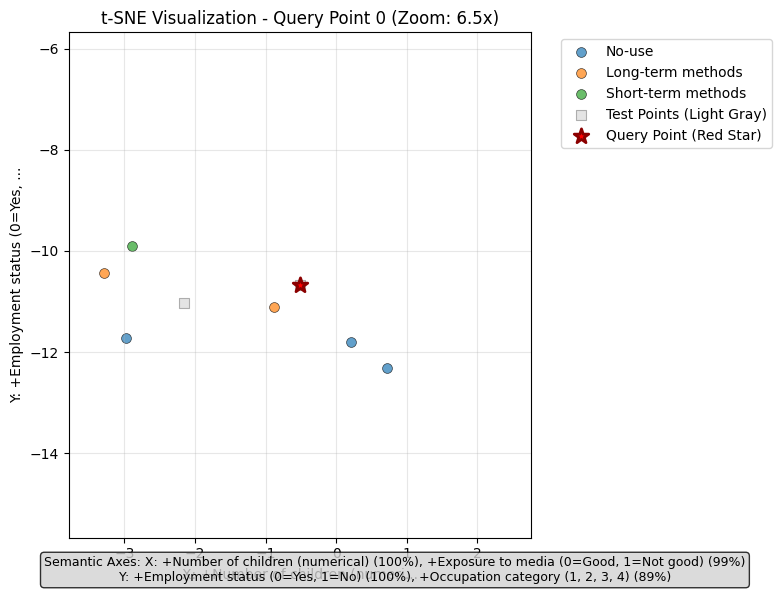 t-SNE Visualization - Query Point 0 (Zoom: 6.5x)
No-use
Long-term methods
Short-term methods
Test Points (Light Gray)
Query Point (Red Star)
Y: +Employment status (0=Yes, ...
−6
−8
−10
−12
−14
−3 −2 −1 0 1 2
Semantic Axes: X: +Number of children (numerical) (100%), +Exposure to media (0=Good, 1=Not good) (99%)
Y: +Employment status (0=Yes, 1=No) (100%), +Occupation category (1, 2, 3, 4) (89%)